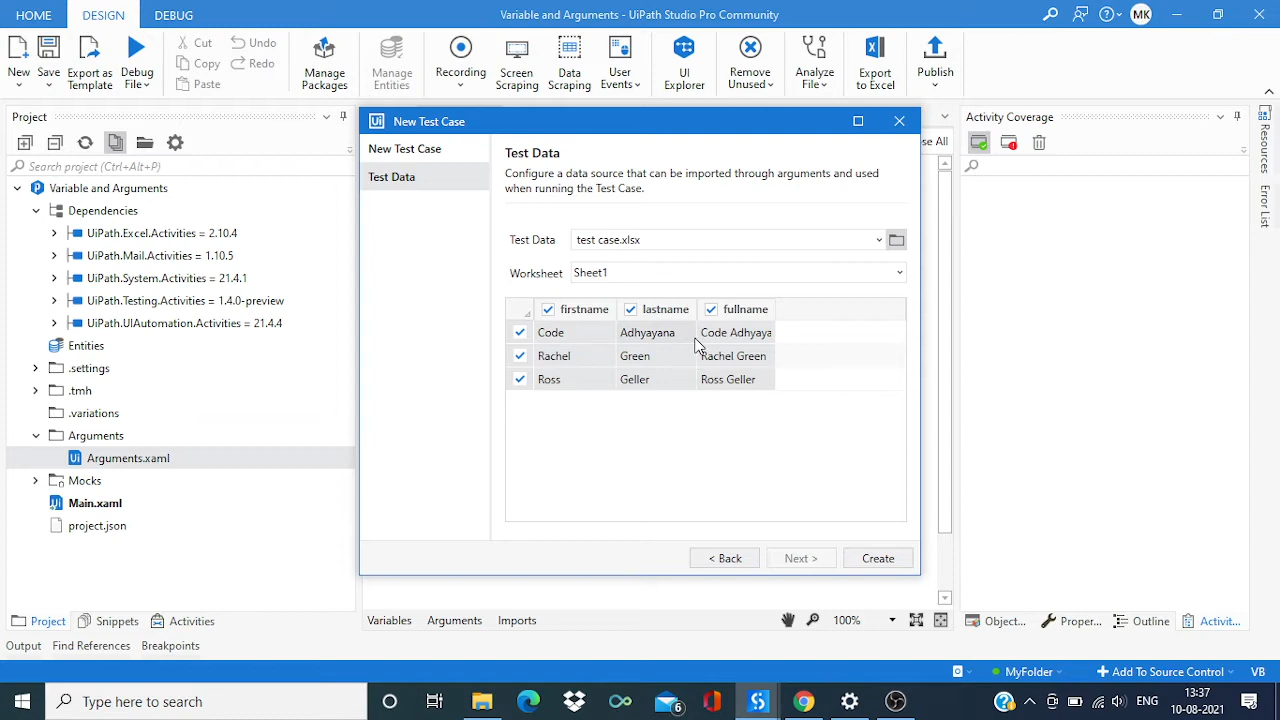 HOME DESIGN DEBUG Variable and Arguments - UiPath Studio Pro Community MK
New Save Export as Template Debug File Cut Copy Paste Undo Redo Manage Packages Manage Entities Recording Screen Scraping Data Scraping User Events UI Explorer Remove Unused Analyze File Export to Excel Publish
Project
Search project (Ctrl+Alt+P)
Variable and Arguments
Dependencies
UiPath.Excel.Activities = 2.10.4
UiPath.Mail.Activities = 1.10.5
UiPath.System.Activities = 21.4.1
UiPath.Testing.Activities = 1.4.0-preview
UiPath.UIAutomation.Activities = 21.4.4
Entities
.settings
.tmh
.variations
Arguments
Arguments.xaml
Mocks
Main.xaml
project.json
Ui New Test Case
New Test Case
Test Data
Test Data
Configure a data source that can be imported through arguments and used
when running the Test Case.
Test Data test case.xlsx
Worksheet Sheet1
firstname lastname fullname
Code Adhyayana Code Adhyaya
Rachel Green Rachel Green
Ross Geller Ross Geller
< Back Next > Create
se All
Activity Coverage
Resources
Error List
Project Snippets Activities
Variables Arguments Imports 100%
Object... Proper... Outline Activit...
Output Find References Breakpoints
MyFolder Add To Source Control VB
Type here to search
6
ENG
13:37
10-08-2021